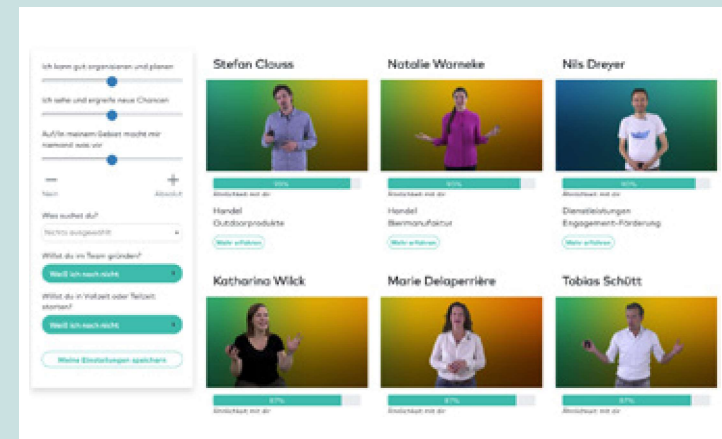 Ich kann gut organisieren und planen
Ich sehe und ergreife neue Chancen
Auf/In meinem Gebiet macht mir
niemand was vor
Nein
Absolut
Was suchst du?
Nichts ausgewählt
Willst du im Team gründen?
Weiß ich noch nicht
Willst du in Vollzeit oder Teilzeit
starten?
Weiß ich noch nicht
Meine Einstellungen speichern
Stefan Clauss
Ähnlichkeit mit dir
Handel
Outdoorprodukte
Mehr erfahren
Natalie Warneke
90%
Ähnlichkeit mit dir
Handel
Biermanufaktur
Mehr erfahren
Nils Dreyer
90%
Ähnlichkeit mit dir
Dienstleistungen
Engagement-Förderung
Mehr erfahren
Katharina Wilck
87%
Ähnlichkeit mit dir
Marie Delaperrière
87%
Ähnlichkeit mit dir
Tobias Schütt
87%
Ähnlichkeit mit dir